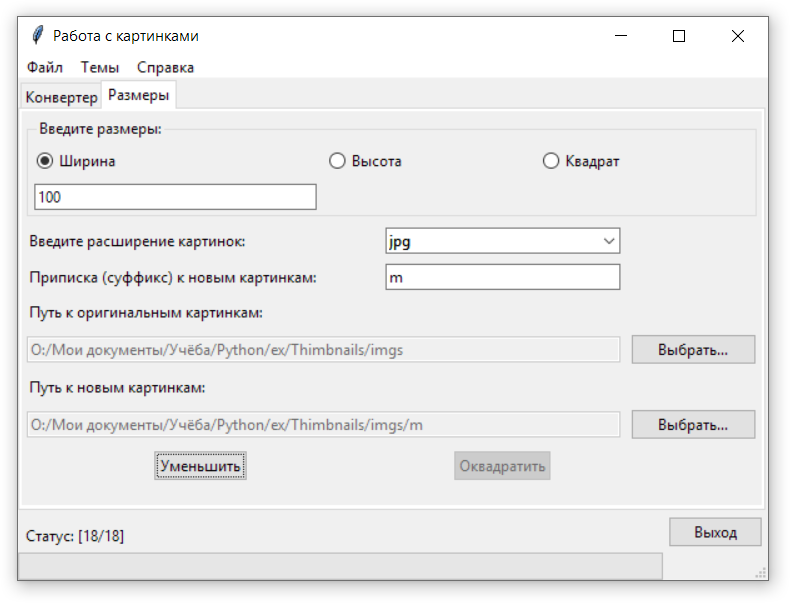 Работа с картинками
Файл Темы Справка
Конвертер Размеры
Введите размеры:
Ширина Высота Квадрат
100
Введите расширение картинок: jpg
Приписка (суффикс) к новым картинкам: m
Путь к оригинальным картинкам:
O:/Мои документы/Учёба/Python/ex/Thimbnails/imgs Выбрать...
Путь к новым картинкам:
O:/Мои документы/Учёба/Python/ex/Thimbnails/imgs/m Выбрать...
Уменьшить Оквадратить
Статус: [18/18] Выход